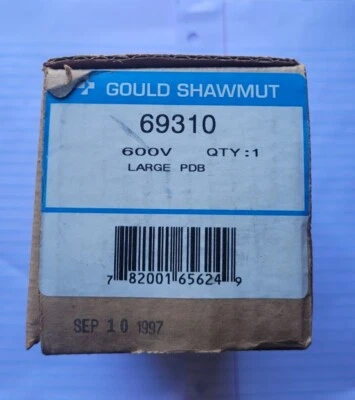 GOULD SHAWMUT
69310
600V QTY:1
LARGE PDB
7 82001 65624 9
SEP 10 1997